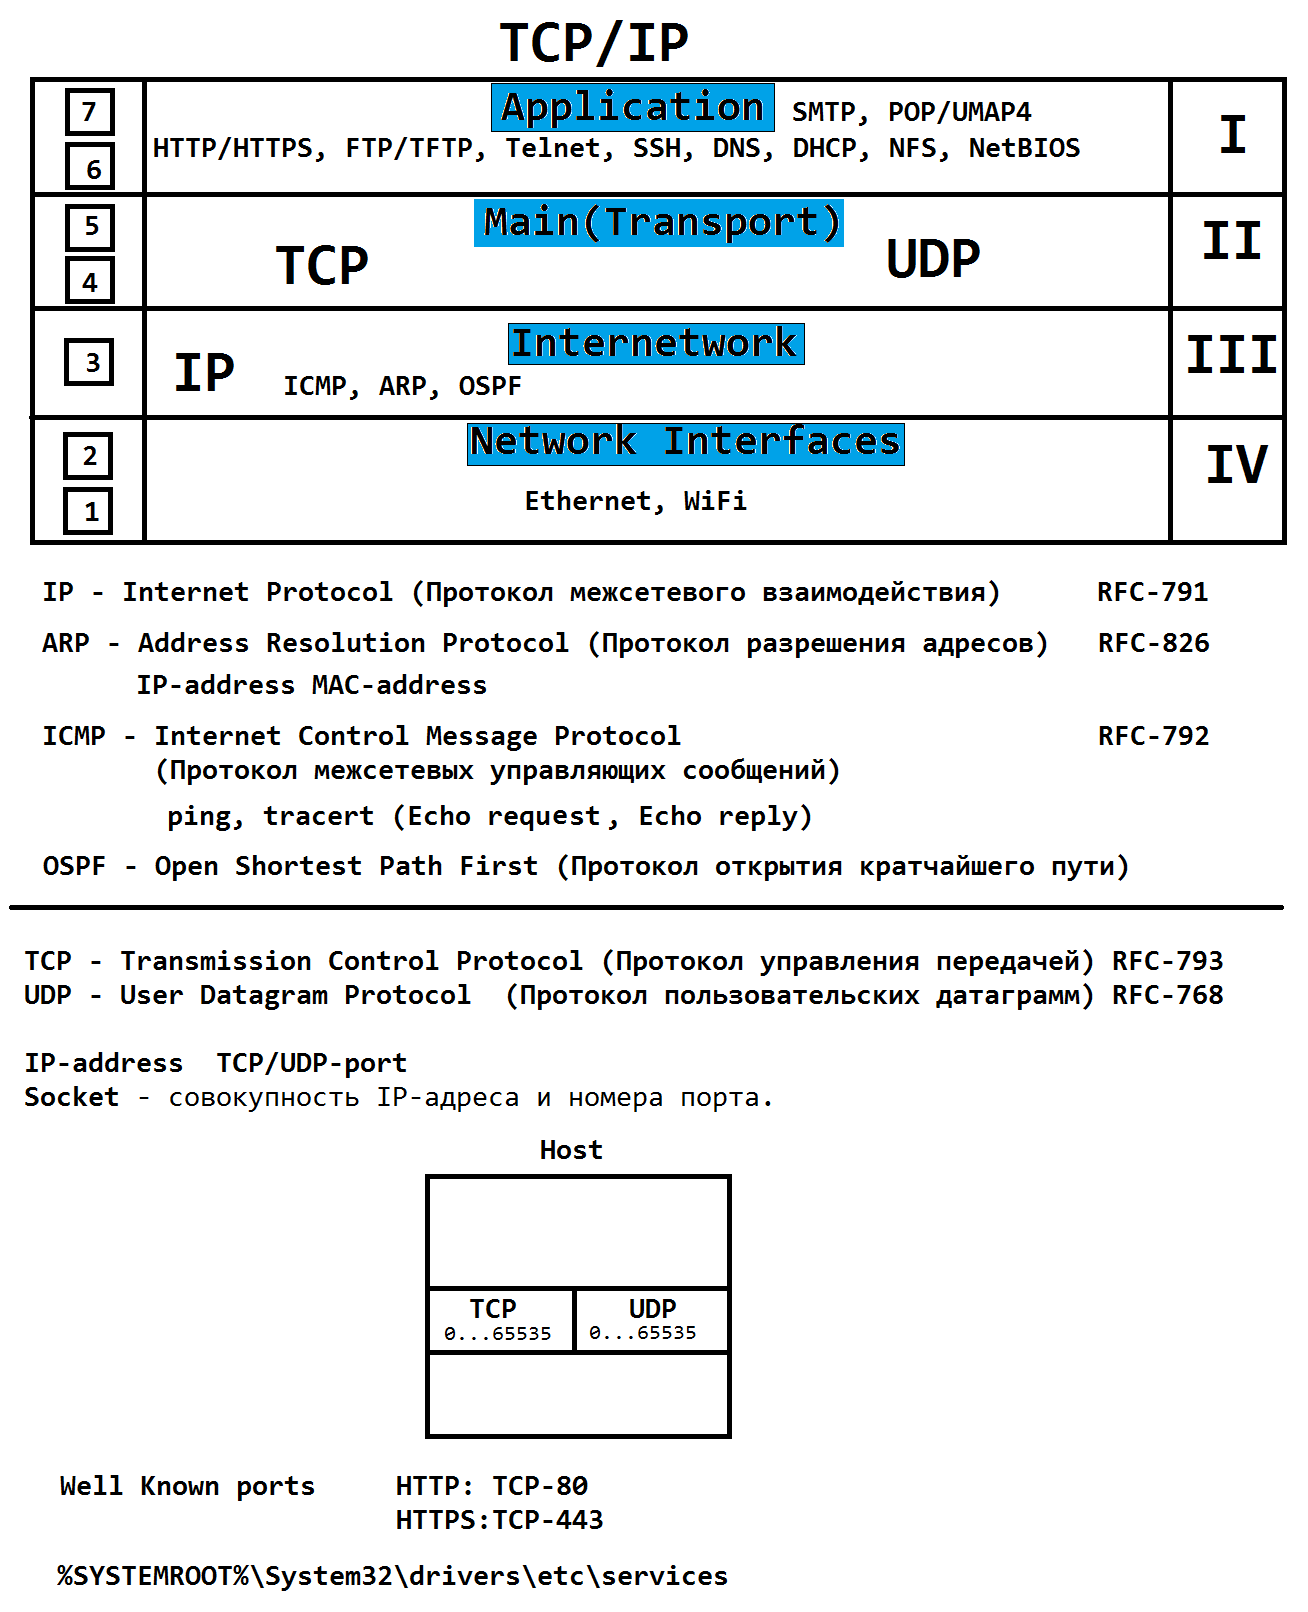 TCP/IP
7 Application SMTP, POP/UMAP4 I
6 HTTP/HTTPS, FTP/TFTP, Telnet, SSH, DNS, DHCP, NFS, NetBIOS
5 Main(Transport) II
4 TCP UDP
3 Internetwork III
IP ICMP, ARP, OSPF
2 Network Interfaces IV
1 Ethernet, WiFi
IP - Internet Protocol (Протокол межсетевого взаимодействия) RFC-791
ARP - Address Resolution Protocol (Протокол разрешения адресов) RFC-826
IP-address MAC-address
ICMP - Internet Control Message Protocol RFC-792
(Протокол межсетевых управляющих сообщений)
ping, tracert (Echo request, Echo reply)
OSPF - Open Shortest Path First (Протокол открытия кратчайшего пути)
TCP - Transmission Control Protocol (Протокол управления передачей) RFC-793
UDP - User Datagram Protocol (Протокол пользовательских датаграмм) RFC-768
IP-address TCP/UDP-port
Socket - совокупность IP-адреса и номера порта.
Host
TCP UDP
0...65535 0...65535
Well Known ports HTTP: TCP-80
HTTPS:TCP-443
%SYSTEMROOT%\System32\drivers\etc\services